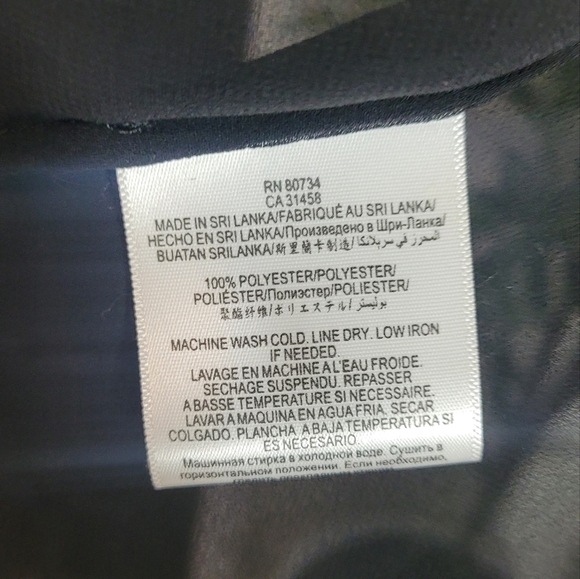 RN 80734
CA 31458
MADE IN SRI LANKA/FABRIQUÉ AU SRI LANKA/
HECHO EN SRI LANKA/Произведено в Шри-Ланка/
BUATAN SRILANKA/斯里蘭卡制造/ المحرز في سريلانكا
100% POLYESTER/POLYESTER/
POLIÉSTER/Полиэстер/POLIESTER/
聚酯纤维/ポリエステル/ بوليستر/
MACHINE WASH COLD. LINE DRY. LOW IRON
IF NEEDED.
LAVAGE EN MACHINE A L'EAU FROIDE.
SECHAGE SUSPENDU. REPASSER
A BASSE TEMPERATURE SI NECESSAIRE.
LAVAR A MAQUINA EN AGUA FRIA. SECAR
COLGADO. PLANCHA A BAJA TEMPERATURA SI
ES NECESARIO
Машинная стирка в холодной воде. Сушить в
горизонтальном положении. Если необходимо,